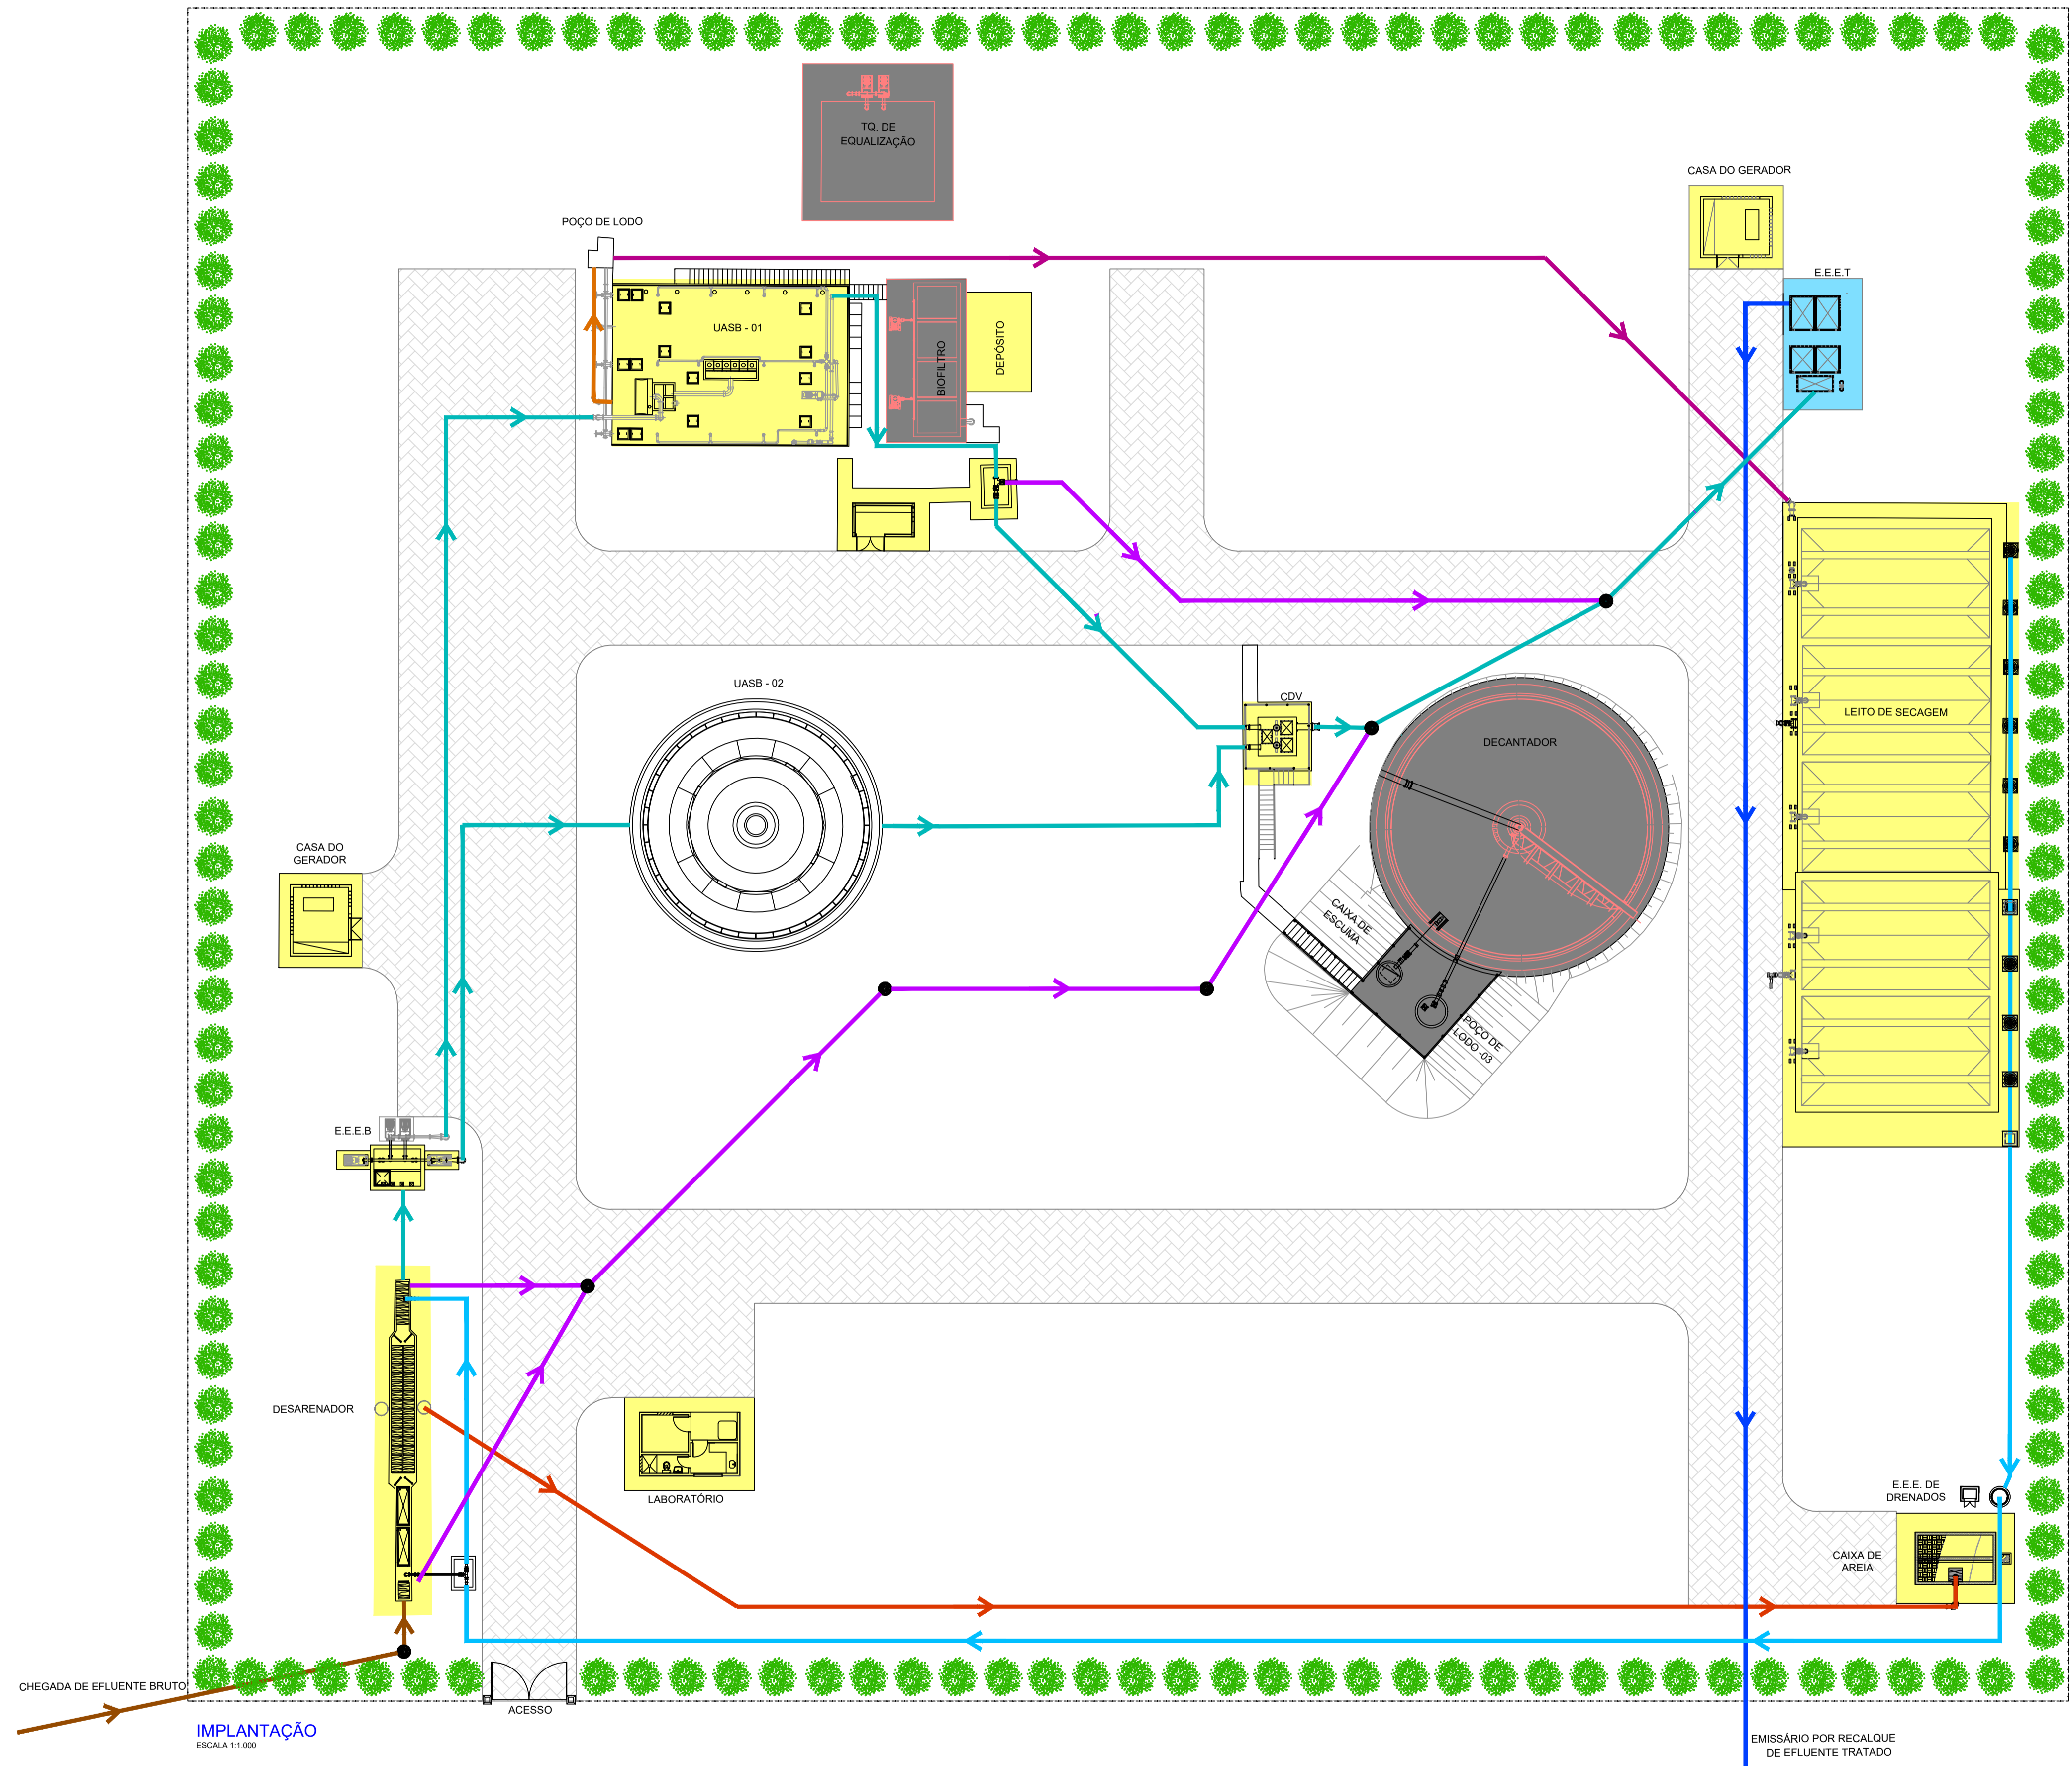 TQ. DE
EQUALIZAÇÃO
CASA DO GERADOR
POÇO DE LODO
E.E.E.T
UASB - 01
BIOFILTRO
DEPÓSITO
UASB - 02
CDV
LEITO DE SECAGEM
DECANTADOR
CASA DO
GERADOR
CAIXA DE
ESCUMA
POÇO DE
LODO -03
E.E.E.B
DESARENADOR
LABORATÓRIO
E.E.E. DE
DRENADOS
CAIXA DE
AREIA
CHEGADA DE EFLUENTE BRUTO
ACESSO
IMPLANTAÇÃO
ESCALA 1:1.000
EMISSÁRIO POR RECALQUE
DE EFLUENTE TRATADO